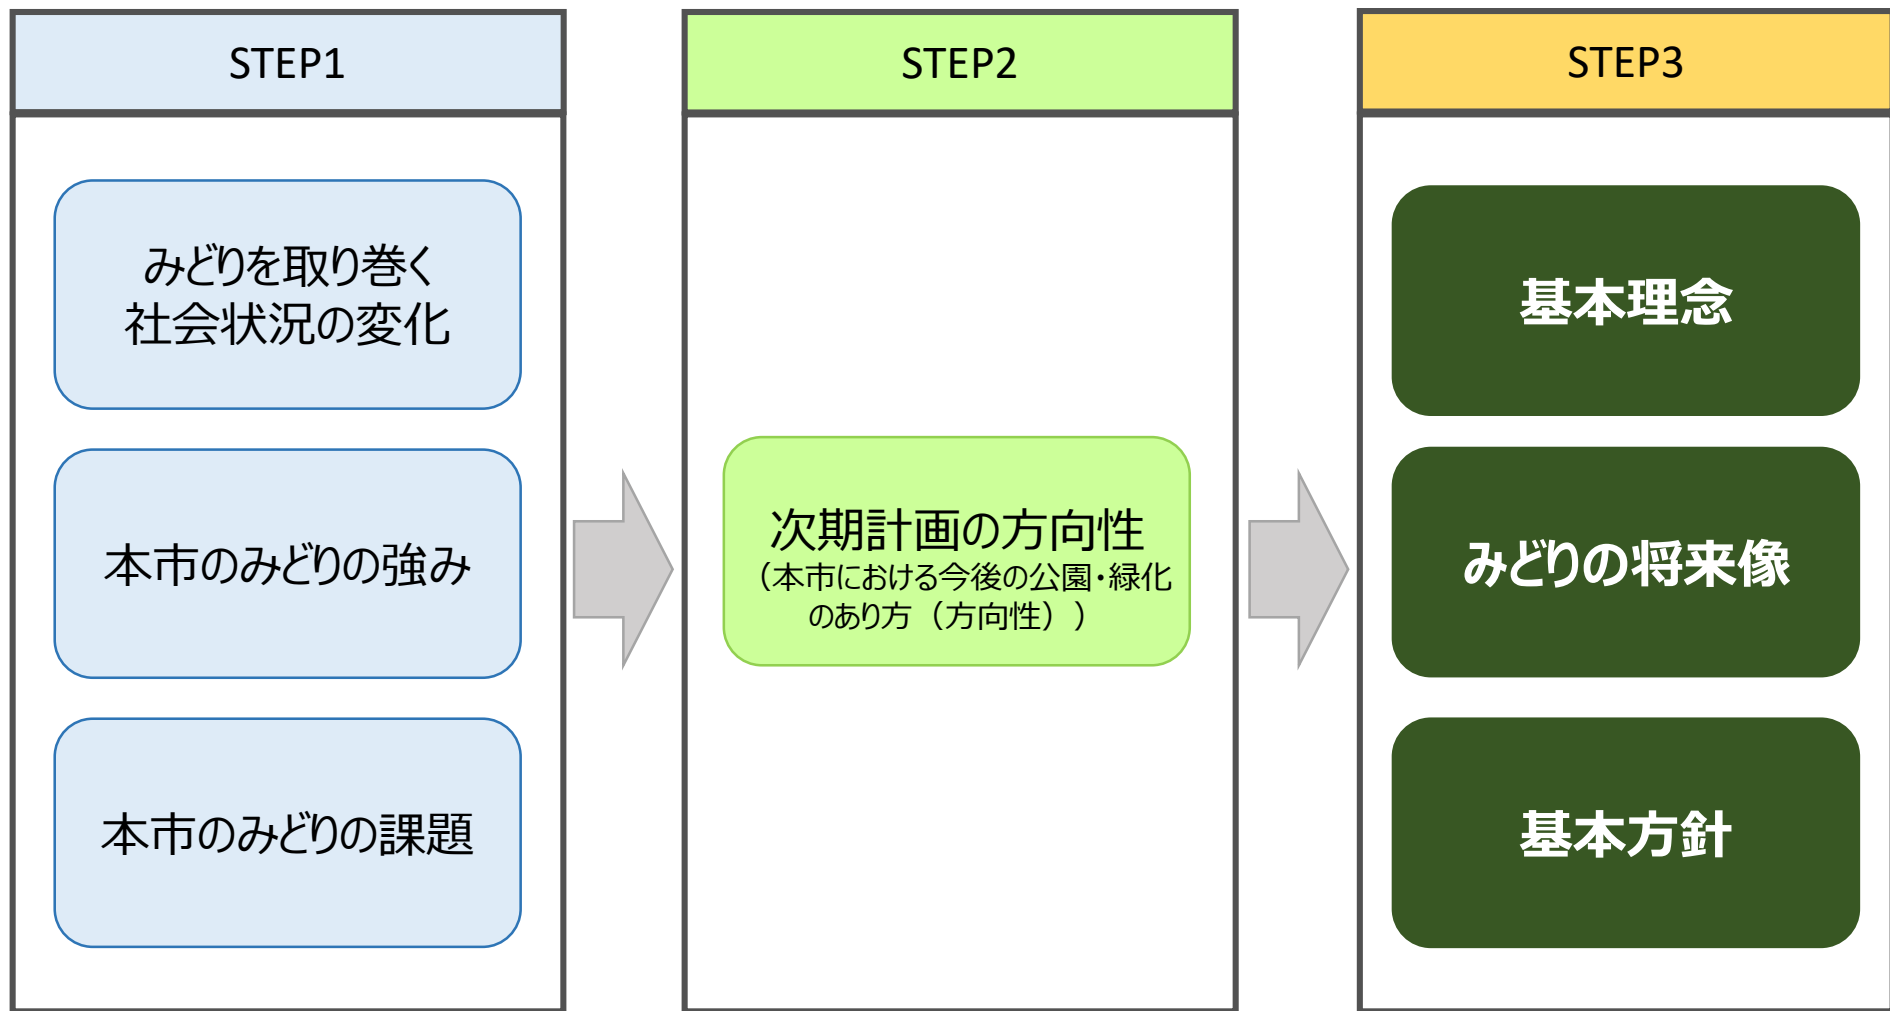 STEP1
みどりを取り巻く
社会状況の変化
本市のみどりの強み
本市のみどりの課題
STEP2
次期計画の方向性
（本市における今後の公園・緑化
のあり方（方向性））
STEP3
基本理念
みどりの将来像
基本方針